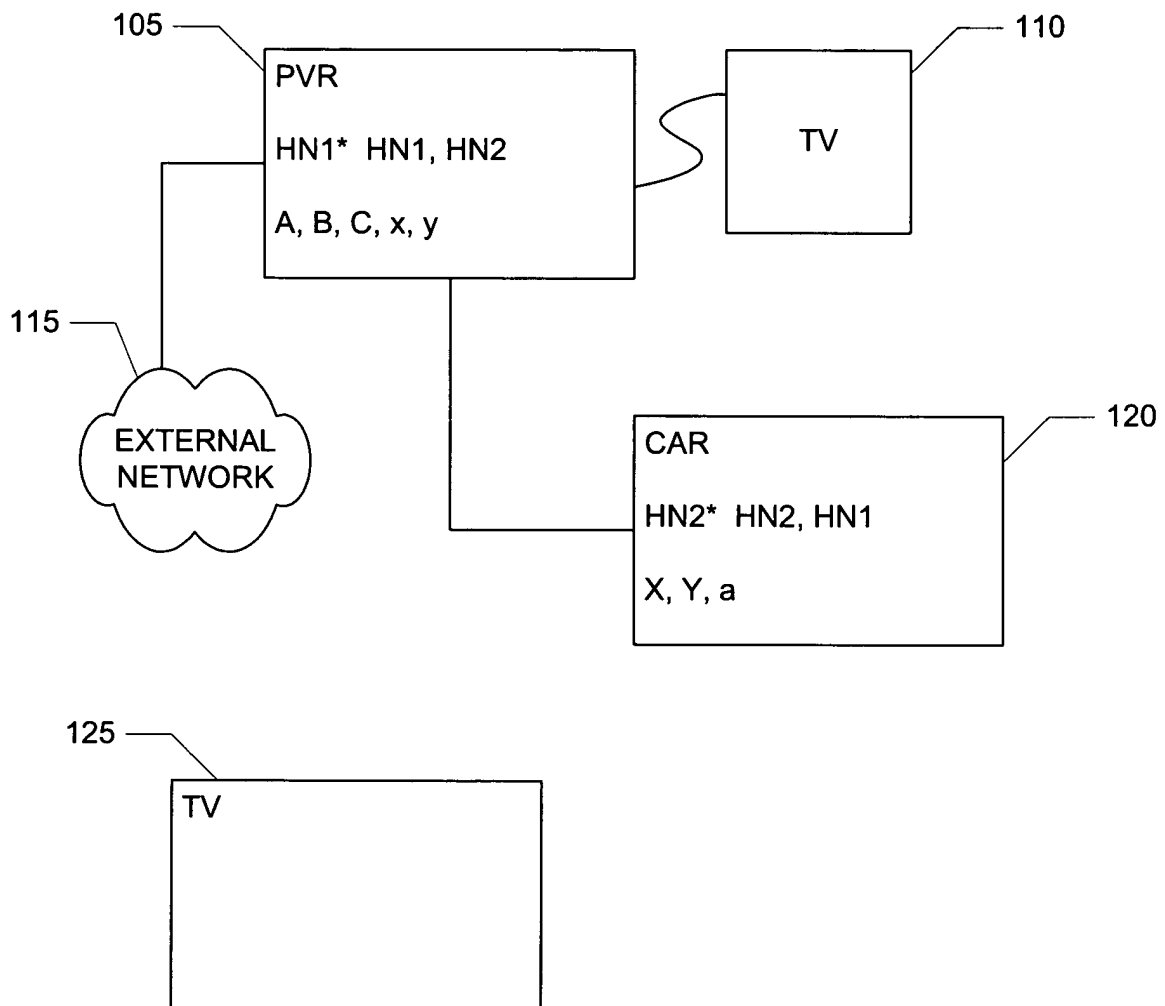 105
110
PVR
HN1* HN1, HN2
A, B, C, x, y
TV
115
EXTERNAL
NETWORK
120
CAR
HN2* HN2, HN1
X, Y, a
125
TV